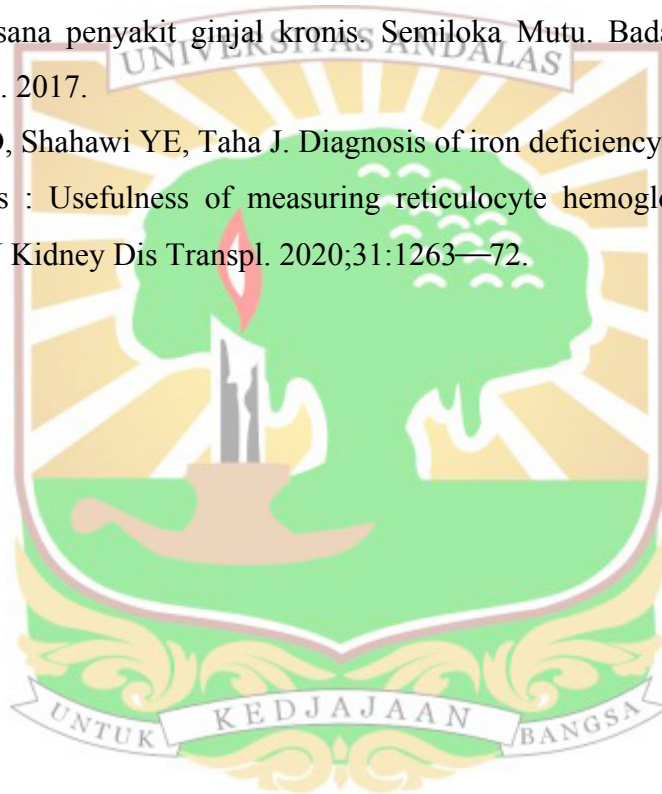 sana penyakit ginjal kronis. Semiloka Mutu. Bada
. 2017.
, Shahawi YE, Taha J. Diagnosis of iron deficiency
s : Usefulness of measuring reticulocyte hemoglo
Kidney Dis Transpl. 2020;31:1263—72.
UNIVERSITAS ANDALAS
UNTUK KEDJAJAAN BANGSA